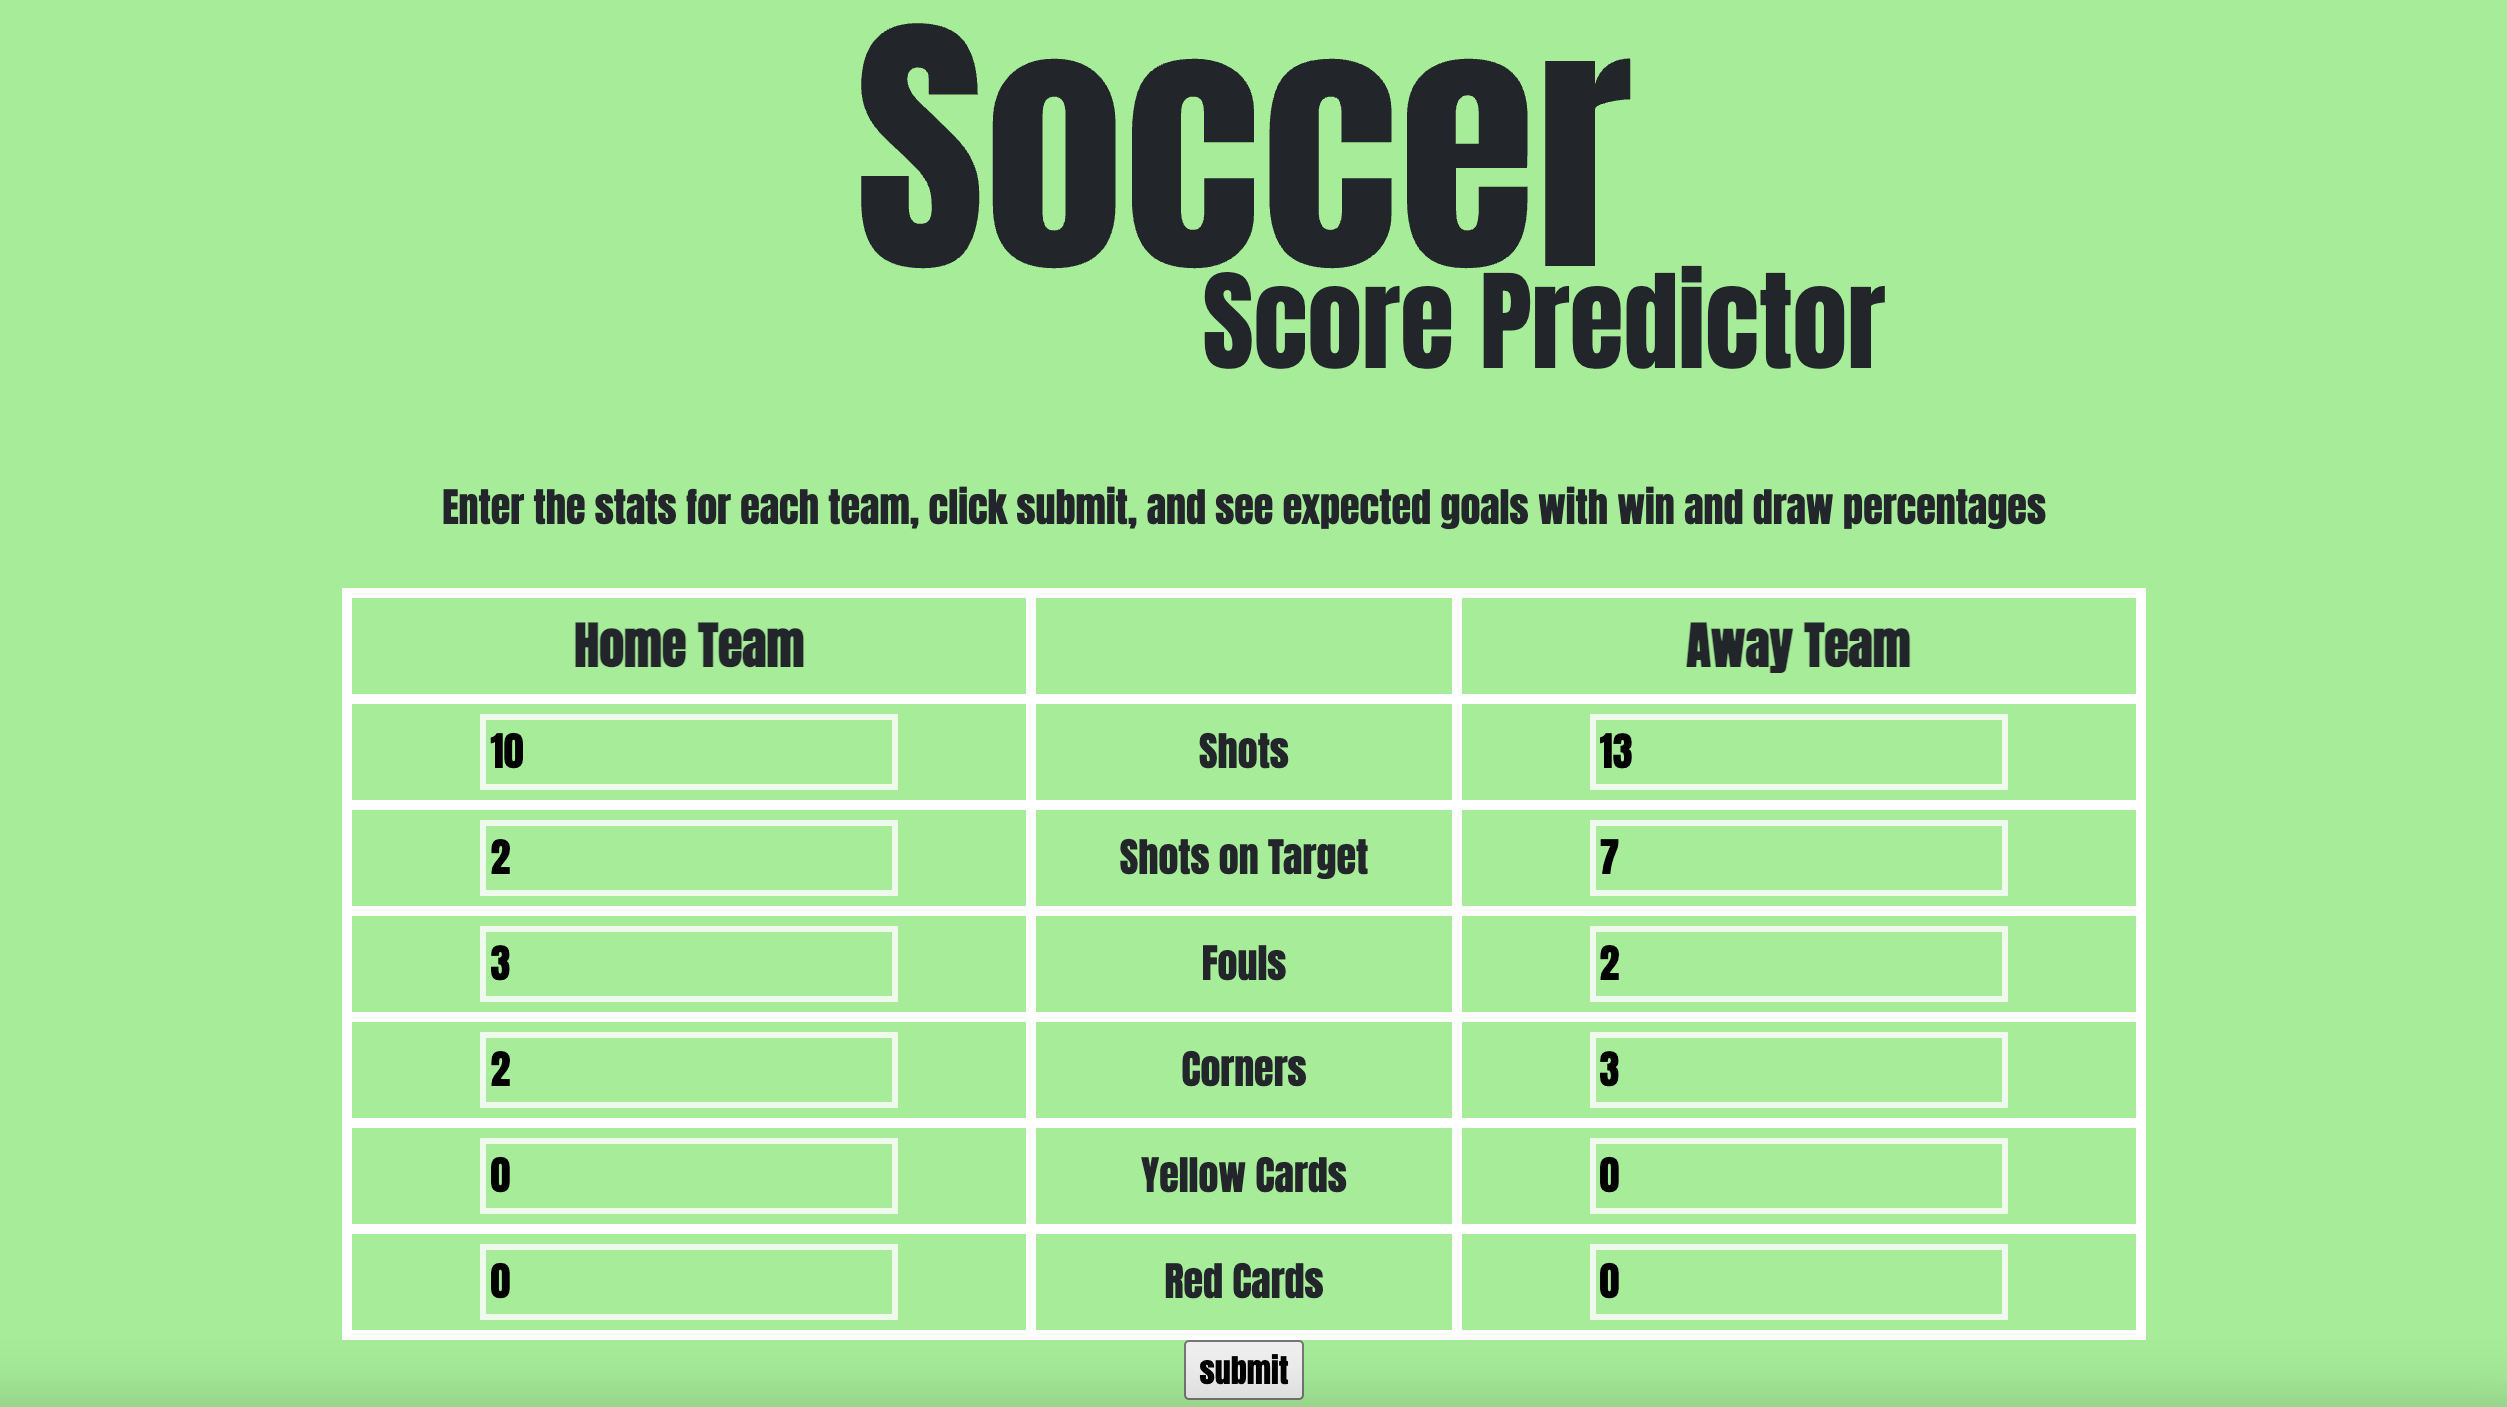 Soccer
Score Predictor
Enter the stats for each team, click submit, and see expected goals with win and draw percentages
Home Team Away Team
10 Shots 13
2 Shots on Target 7
3 Fouls 2
2 Corners 3
0 Yellow Cards 0
0 Red Cards 0
submit